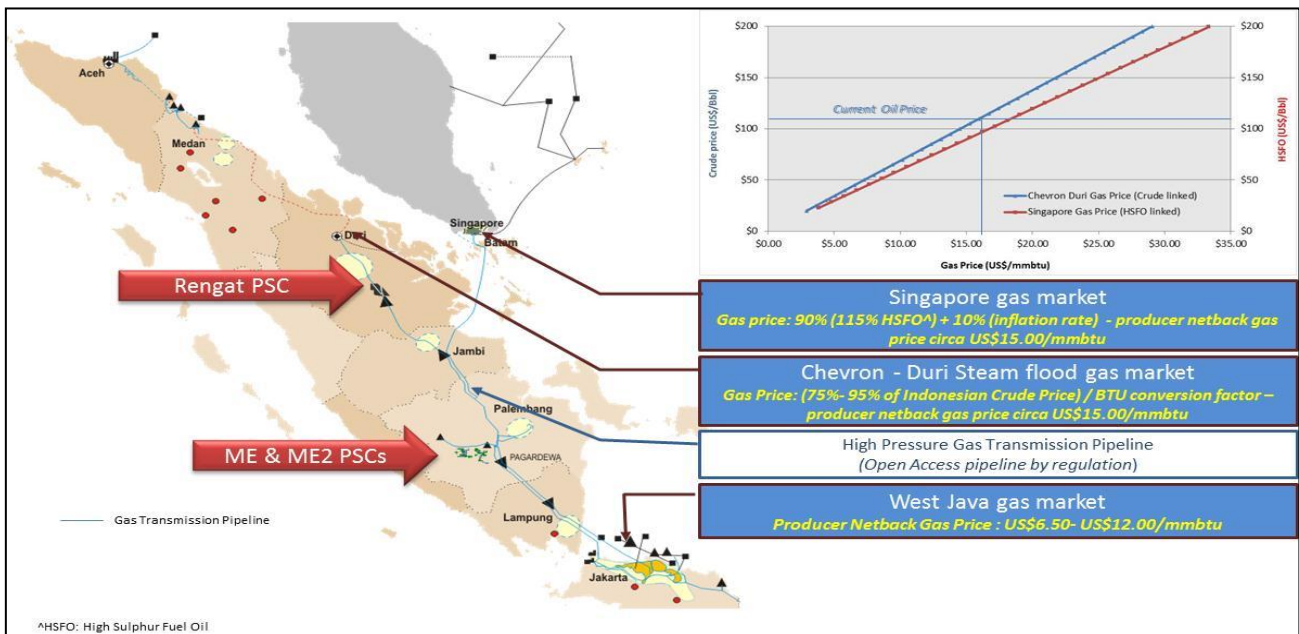 Aceh
Medan
Duri
Singapore
Batam
Rengat PSC
Jambi
Palembang
ME & ME2 PSCs
PAGARDEWA
Lampung
Jakarta
Gas Transmission Pipeline
^HSFO: High Sulphur Fuel Oil
$200
$150
$100
$50
$0
Crude price (US$/Bbl)
Current Oil Price
Chevron Duri Gas Price (Crude linked)
Singapore Gas Price (HSFO linked)
$200
$150
$100
$50
$0
HSFO (US$/Bbl)
$0.00 $5.00 $10.00 $15.00 $20.00 $25.00 $30.00 $35.00
Gas Price (US$/mmbtu)
Singapore gas market
Gas price: 90% (115% HSFO^) + 10% (inflation rate) - producer netback gas
price circa US$15.00/mmbtu
Chevron - Duri Steam flood gas market
Gas Price: (75%- 95% of Indonesian Crude Price) / BTU conversion factor –
producer netback gas price circa US$15.00/mmbtu
High Pressure Gas Transmission Pipeline
(Open Access pipeline by regulation)
West Java gas market
Producer Netback Gas Price : US$6.50- US$12.00/mmbtu